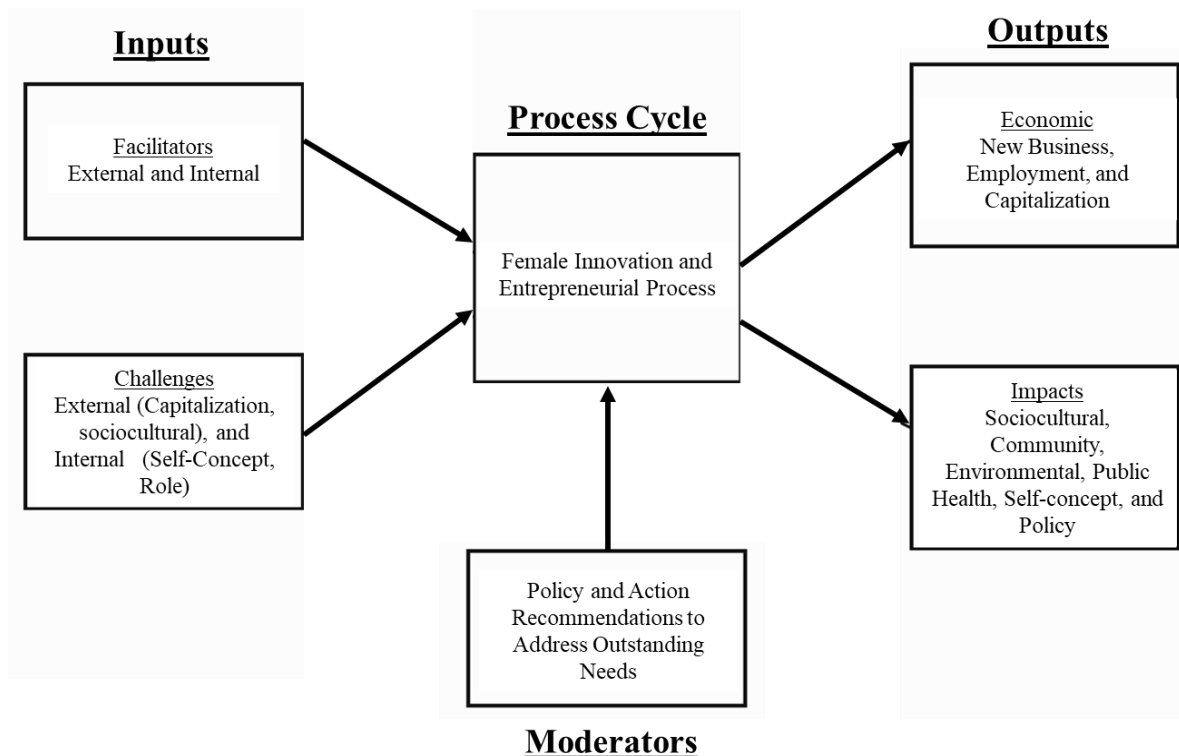 Inputs
Facilitators
External and Internal
Challenges
External (Capitalization,
sociocultural), and
Internal (Self-Concept,
Role)
Process Cycle
Female Innovation and
Entrepreneurial Process
Policy and Action
Recommendations to
Address Outstanding
Needs
Moderators
Outputs
Economic
New Business,
Employment, and
Capitalization
Impacts
Sociocultural,
Community,
Environmental, Public
Health, Self-concept, and
Policy